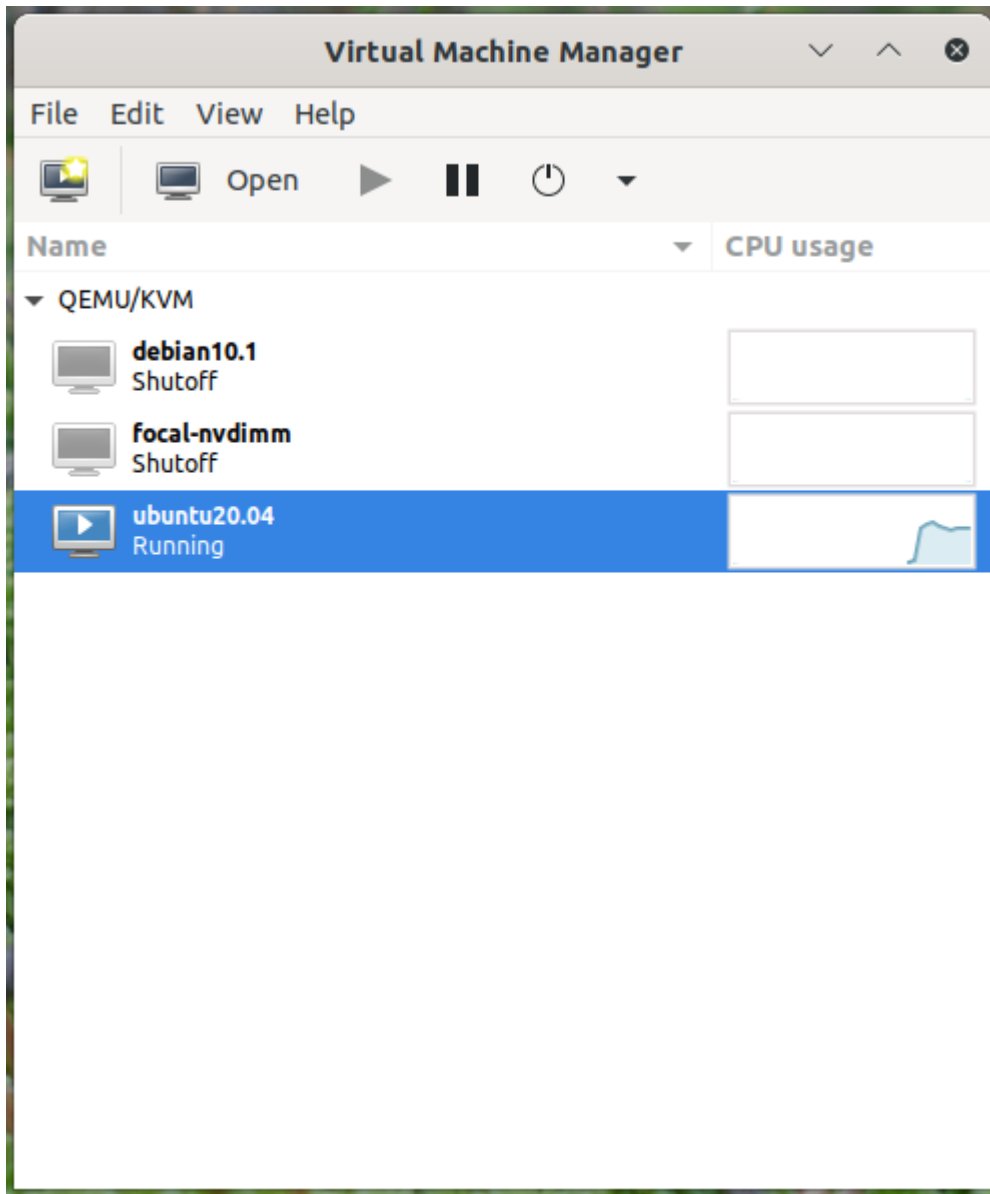 Virtual Machine Manager
File Edit View Help
Open
Name CPU usage
QEMU/KVM
debian10.1
Shutoff
focal-nvdimm
Shutoff
ubuntu20.04
Running